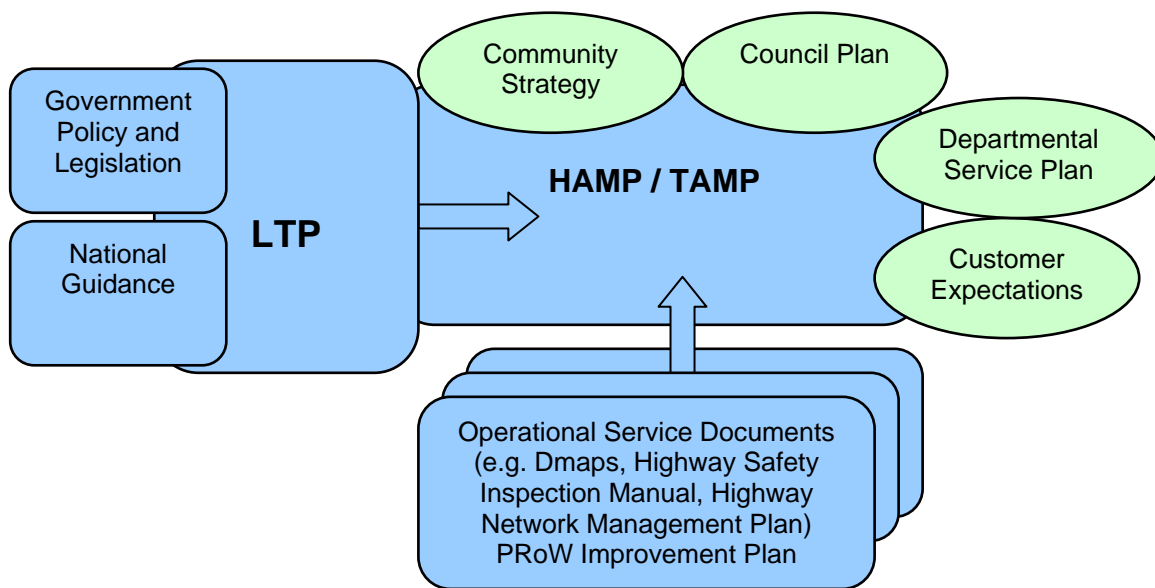 Government
Policy and
Legislation
National
Guidance
LTP
Community
Strategy
Council Plan
HAMP / TAMP
Departmental
Service Plan
Customer
Expectations
Operational Service Documents
(e.g. Dmaps, Highway Safety
Inspection Manual, Highway
Network Management Plan)
PRoW Improvement Plan